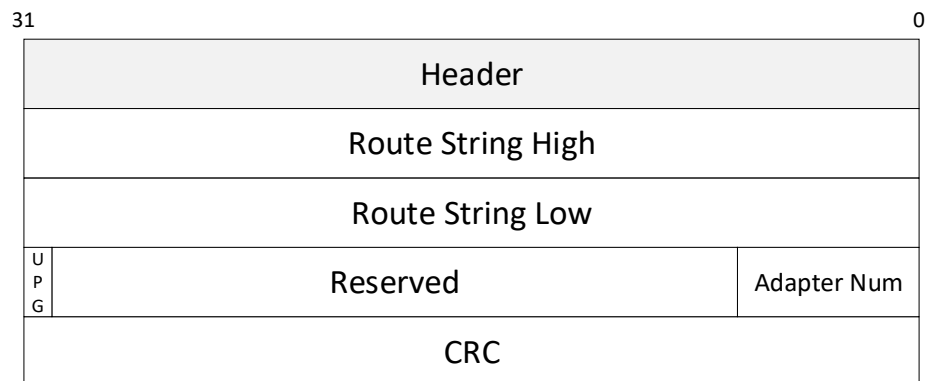 31 0
Header
Route String High
Route String Low
U
P
G
Reserved
Adapter Num
CRC